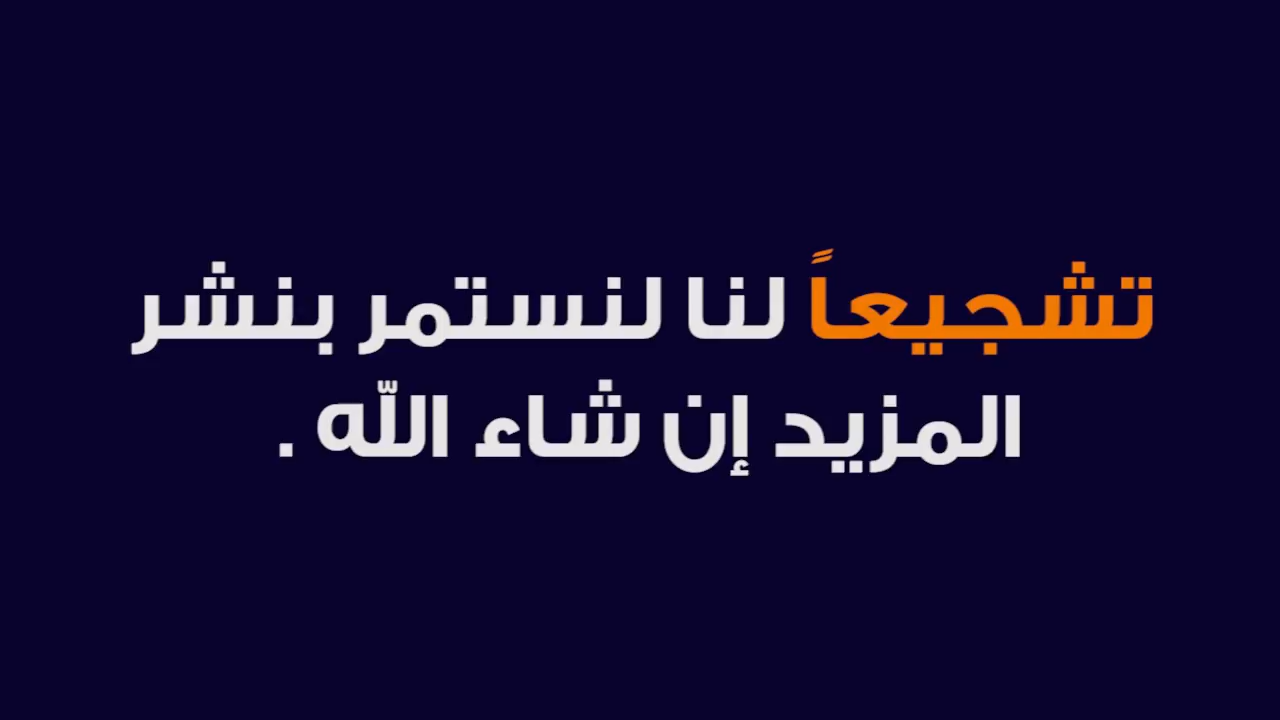 تشجيعاً لنا لنستمر بنشر
المزيد إن شاء اللّه .